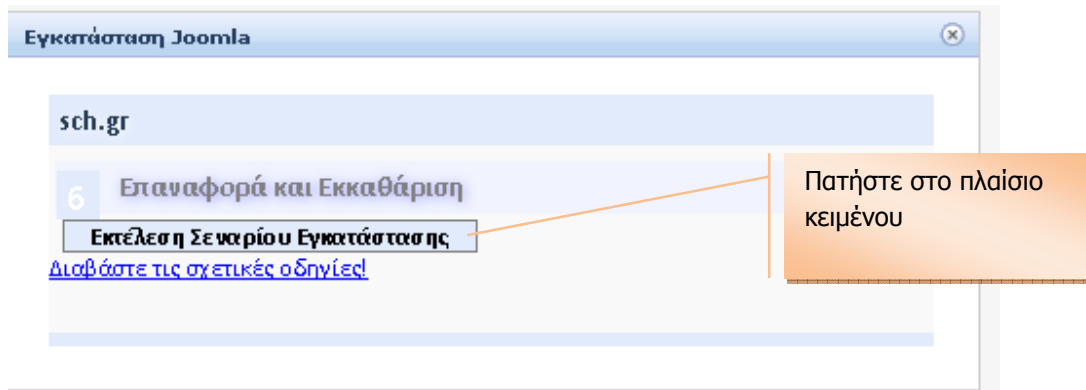 Εγκατάσταση Joomla
sch.gr
6 Επαναφορά και Εκκαθάριση
Πατήστε στο πλαίσιο
κειμένου
Εκτέλεση Σεναρίου Εγκατάστασης
Διαβάστε τις σχετικές οδηγίες!